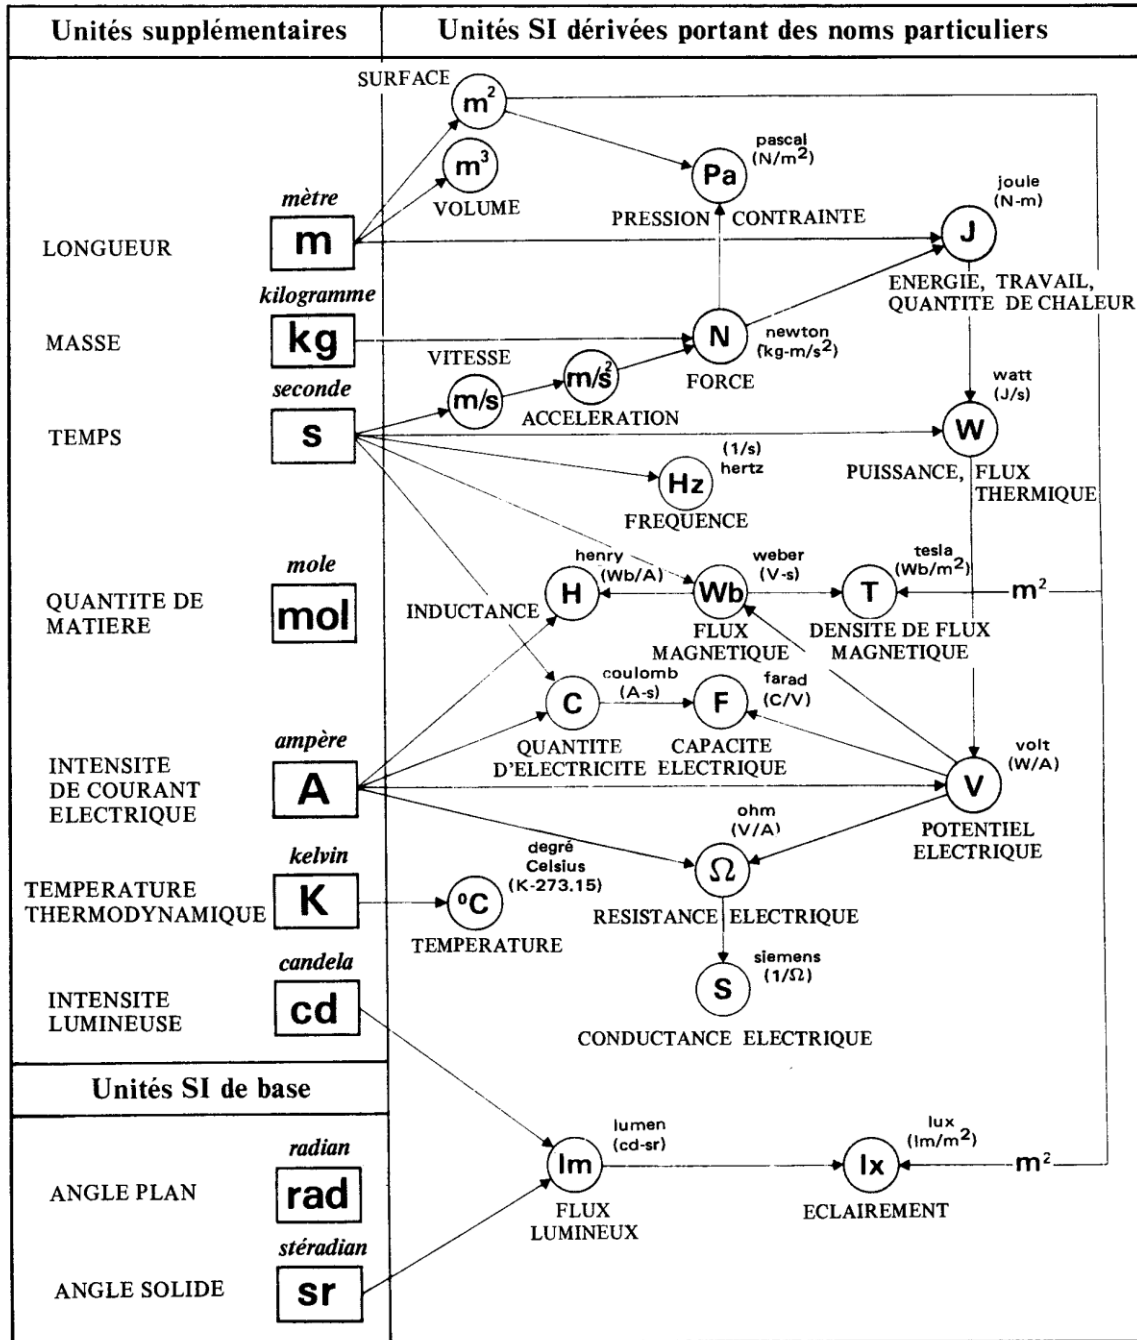 Unités supplémentaires
Unités SI dérivées portant des noms particuliers
SURFACE
m²
m³
VOLUME
pascal
(N/m²)
Pa
PRESSION CONTRAINTE
joule
(N-m)
J
ENERGIE, TRAVAIL,
QUANTITE DE CHALEUR
mètre
LONGUEUR
m
kilogramme
MASSE
kg
N
newton
(kg-m/s²)
FORCE
VITESSE
m/s
m/s²
ACCELERATION
seconde
TEMPS
s
watt
(J/s)
W
PUISSANCE, FLUX
THERMIQUE
(1/s)
hertz
Hz
FREQUENCE
mole
QUANTITE DE
MATIERE
mol
henry
(Wb/A)
H
INDUCTANCE
weber
(V-s)
Wb
FLUX
MAGNETIQUE
tesla
(Wb/m²)
T
m²
DENSITE DE FLUX
MAGNETIQUE
coulomb
(A-s)
C
QUANTITE
D'ELECTRICITE
farad
(C/V)
F
CAPACITE
ELECTRIQUE
ampère
INTENSITE
DE COURANT
ELECTRIQUE
A
volt
(W/A)
V
POTENTIEL
ELECTRIQUE
ohm
(V/A)
Ω
RESISTANCE ELECTRIQUE
kelvin
TEMPERATURE
THERMODYNAMIQUE
K
degré
Celsius
(K-273.15)
ºC
TEMPERATURE
siemens
(1/Ω)
S
CONDUCTANCE ELECTRIQUE
candela
INTENSITE
LUMINEUSE
cd
Unités SI de base
radian
ANGLE PLAN
rad
lumen
(cd-sr)
lm
FLUX
LUMINEUX
lux
(lm/m²)
lx
m²
ECLAIREMENT
stéradian
ANGLE SOLIDE
sr